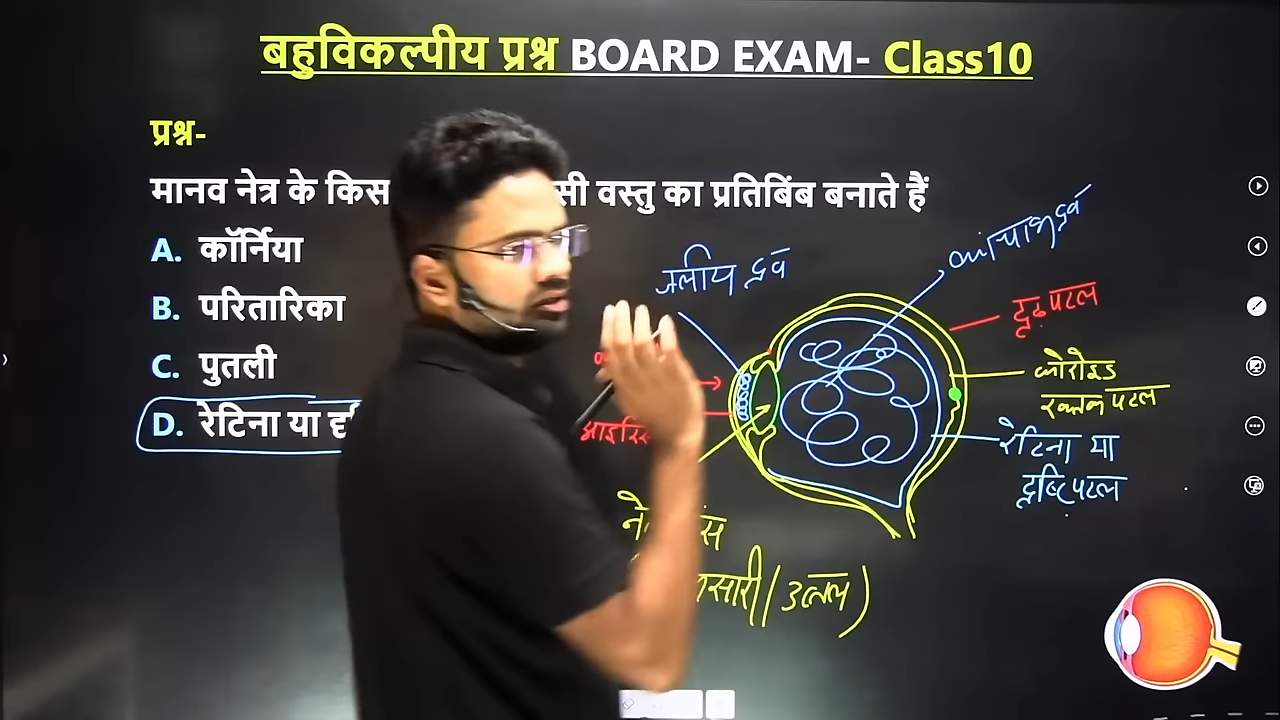 बहुविकल्पीय प्रश्न BOARD EXAM- Class10
प्रश्न-
मानव नेत्र के किस सी वस्तु का प्रतिबिंब बनाते हैं
A. कॉर्निया
B. परितारिका
C. पुतली
D. रेटिना या
जलीय द्रव
काचाभ द्रव
दृढ़ पटल
कोरोइड
रक्तक पटल
रेटिना या
दृष्टि पटल